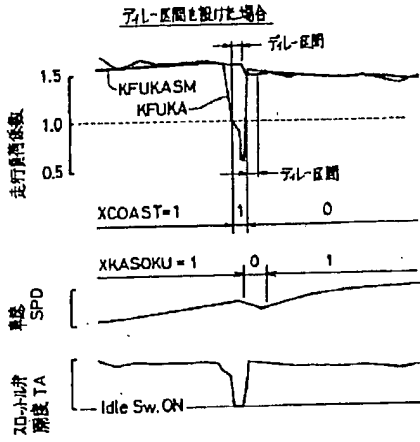 ディレー区間を設けた場合
ディレー区間
1.5
KFUKASM
KFUKA
1.0
0.5
走行負荷係数
ディレー区間
XCOAST=1
1
0
XKASOKU=1
0
1
車速
SPD
スロットル弁
開度 TA
Idle Sw.ON